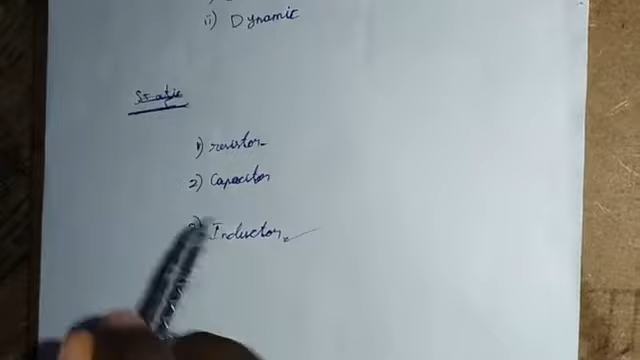 ii) Dynamic
Static
1) resistor
2) Capacitor
Inductor